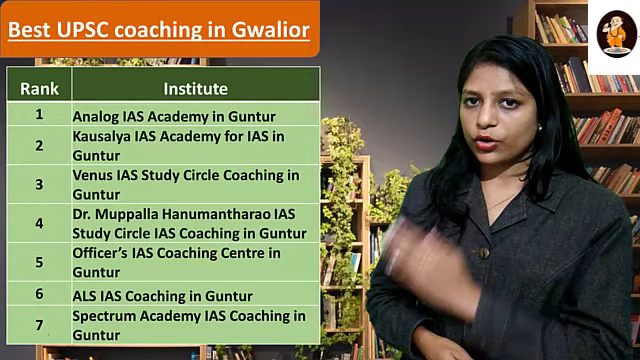 Best UPSC coaching in Gwalior
Rank Institute
1 Analog IAS Academy in Guntur
2 Kausalya IAS Academy for IAS in
Guntur
3 Venus IAS Study Circle Coaching in
Guntur
4 Dr. Muppalla Hanumantharao IAS
Study Circle IAS Coaching in Guntur
5 Officer's IAS Coaching Centre in
Guntur
6 ALS IAS Coaching in Guntur
7 Spectrum Academy IAS Coaching in
Guntur